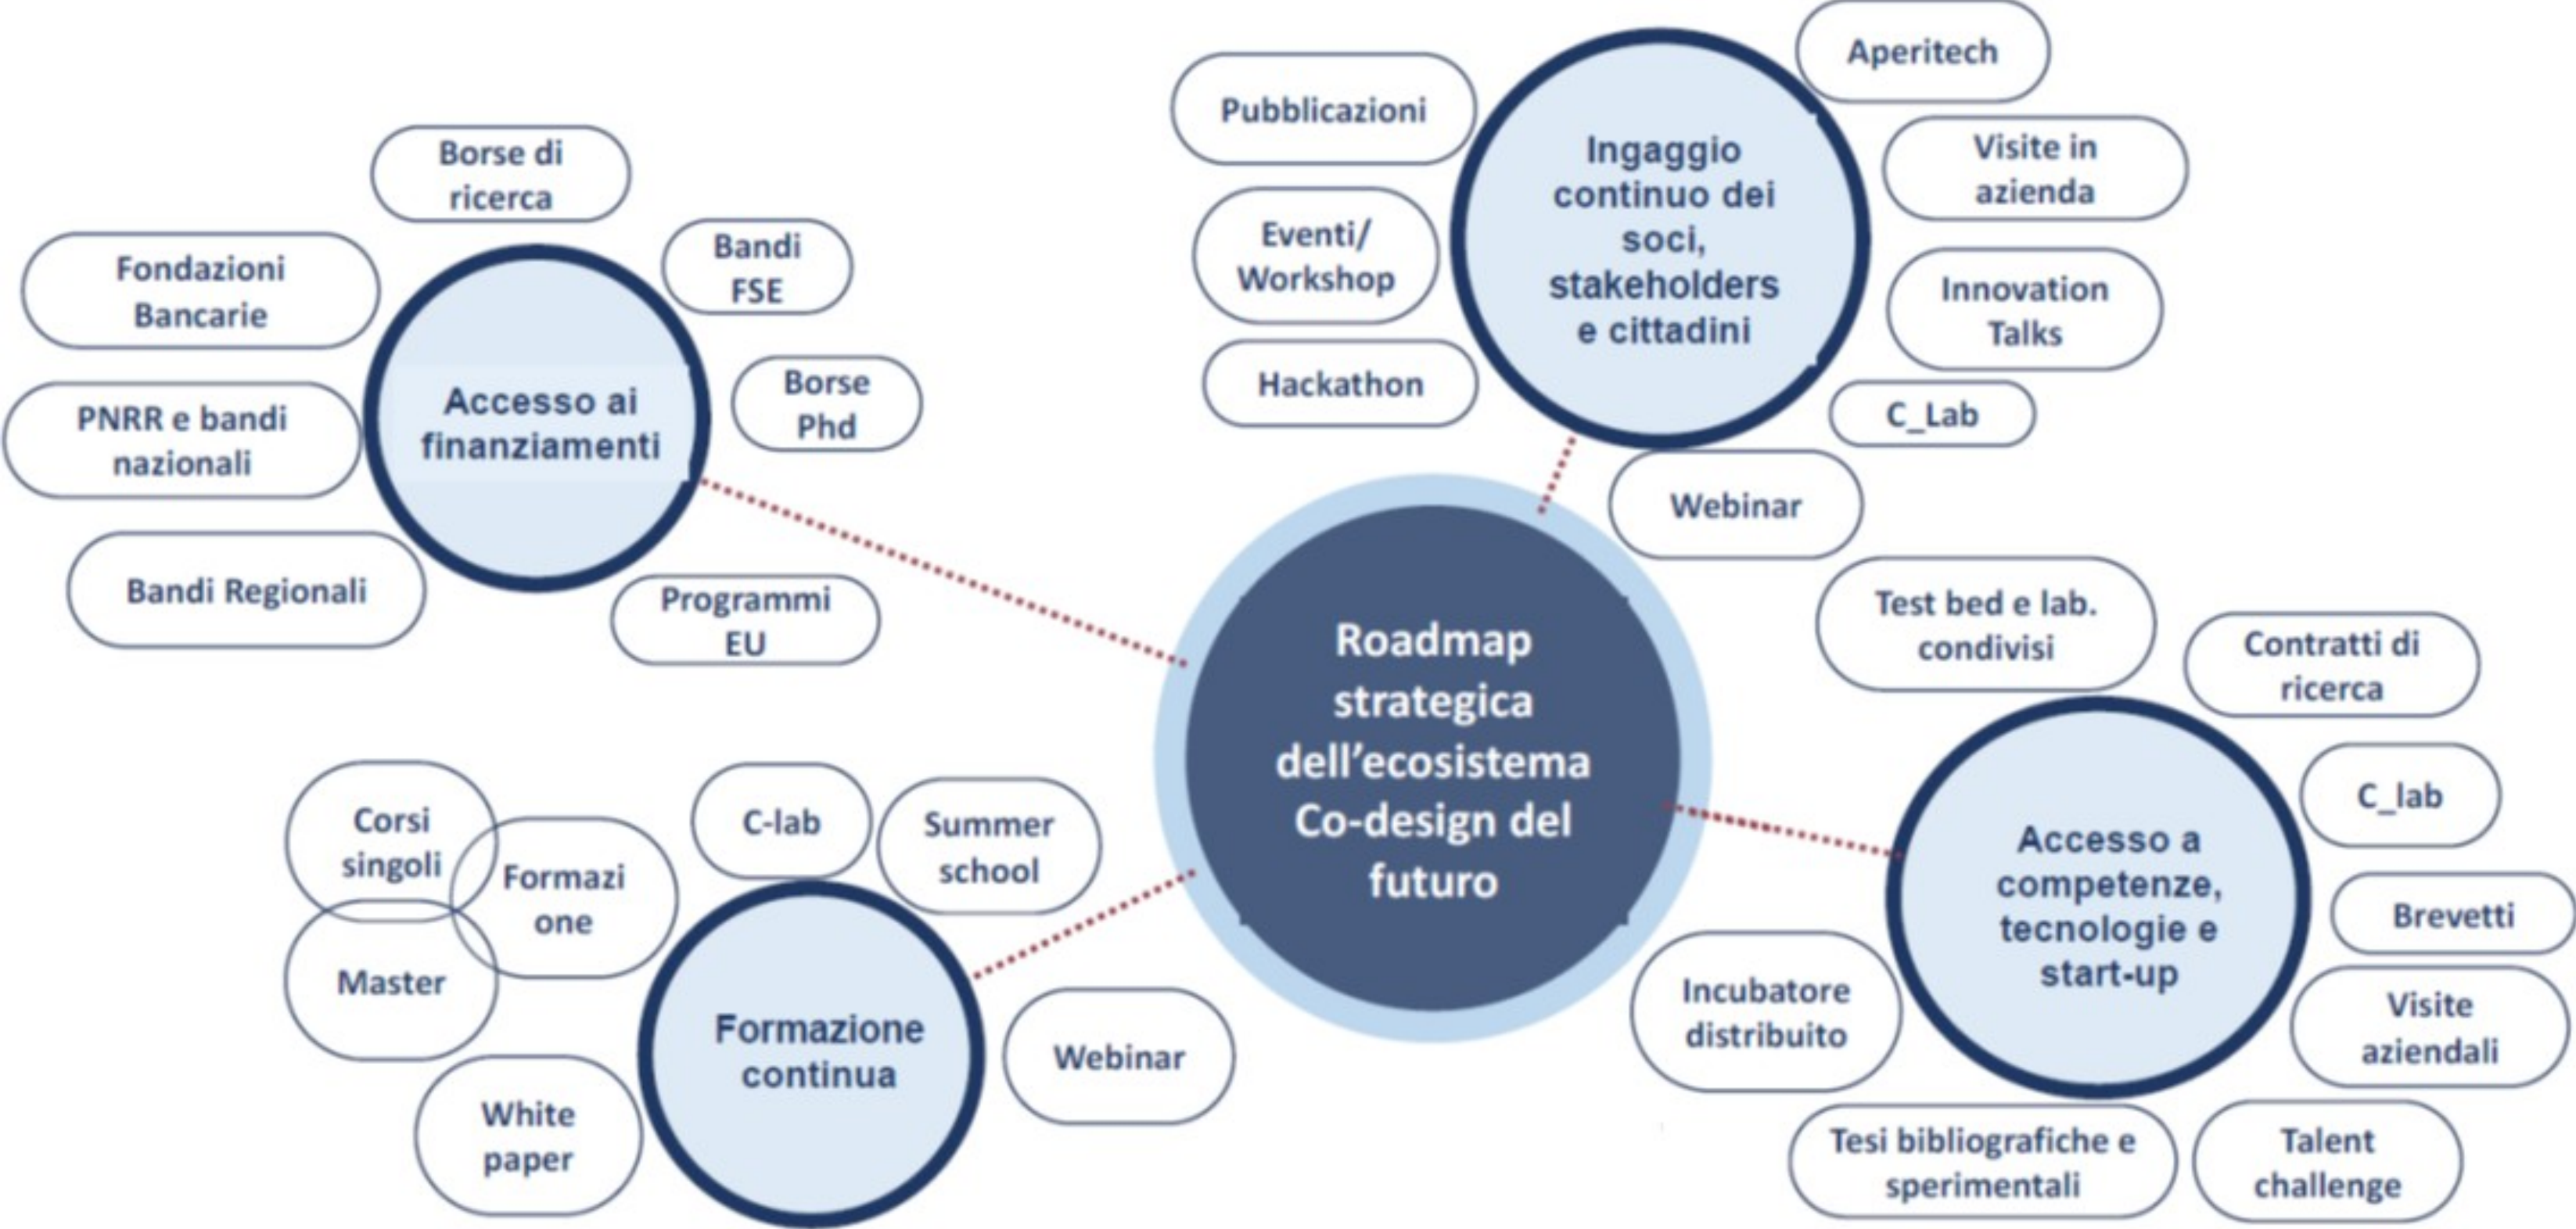 Borse di
ricerca
Fondazioni
Bancarie
Bandi
FSE
PNRR e bandi
nazionali
Accesso ai
finanziamenti
Borse
Phd
Bandi Regionali
Programmi
EU
Pubblicazioni
Aperitech
Ingaggio
continuo dei
soci,
stakeholders
e cittadini
Visite in
azienda
Eventi/
Workshop
Innovation
Talks
Hackathon
C_Lab
Webinar
Roadmap
strategica
dell’ecosistema
Co-design del
futuro
Test bed e lab.
condivisi
Contratti di
ricerca
C_lab
Accesso a
competenze,
tecnologie e
start-up
Brevetti
Incubatore
distribuito
Visite
aziendali
Tesi bibliografiche e
sperimentali
Talent
challenge
Corsi
singoli
Formazi
one
Master
C-lab
Summer
school
Formazione
continua
Webinar
White
paper